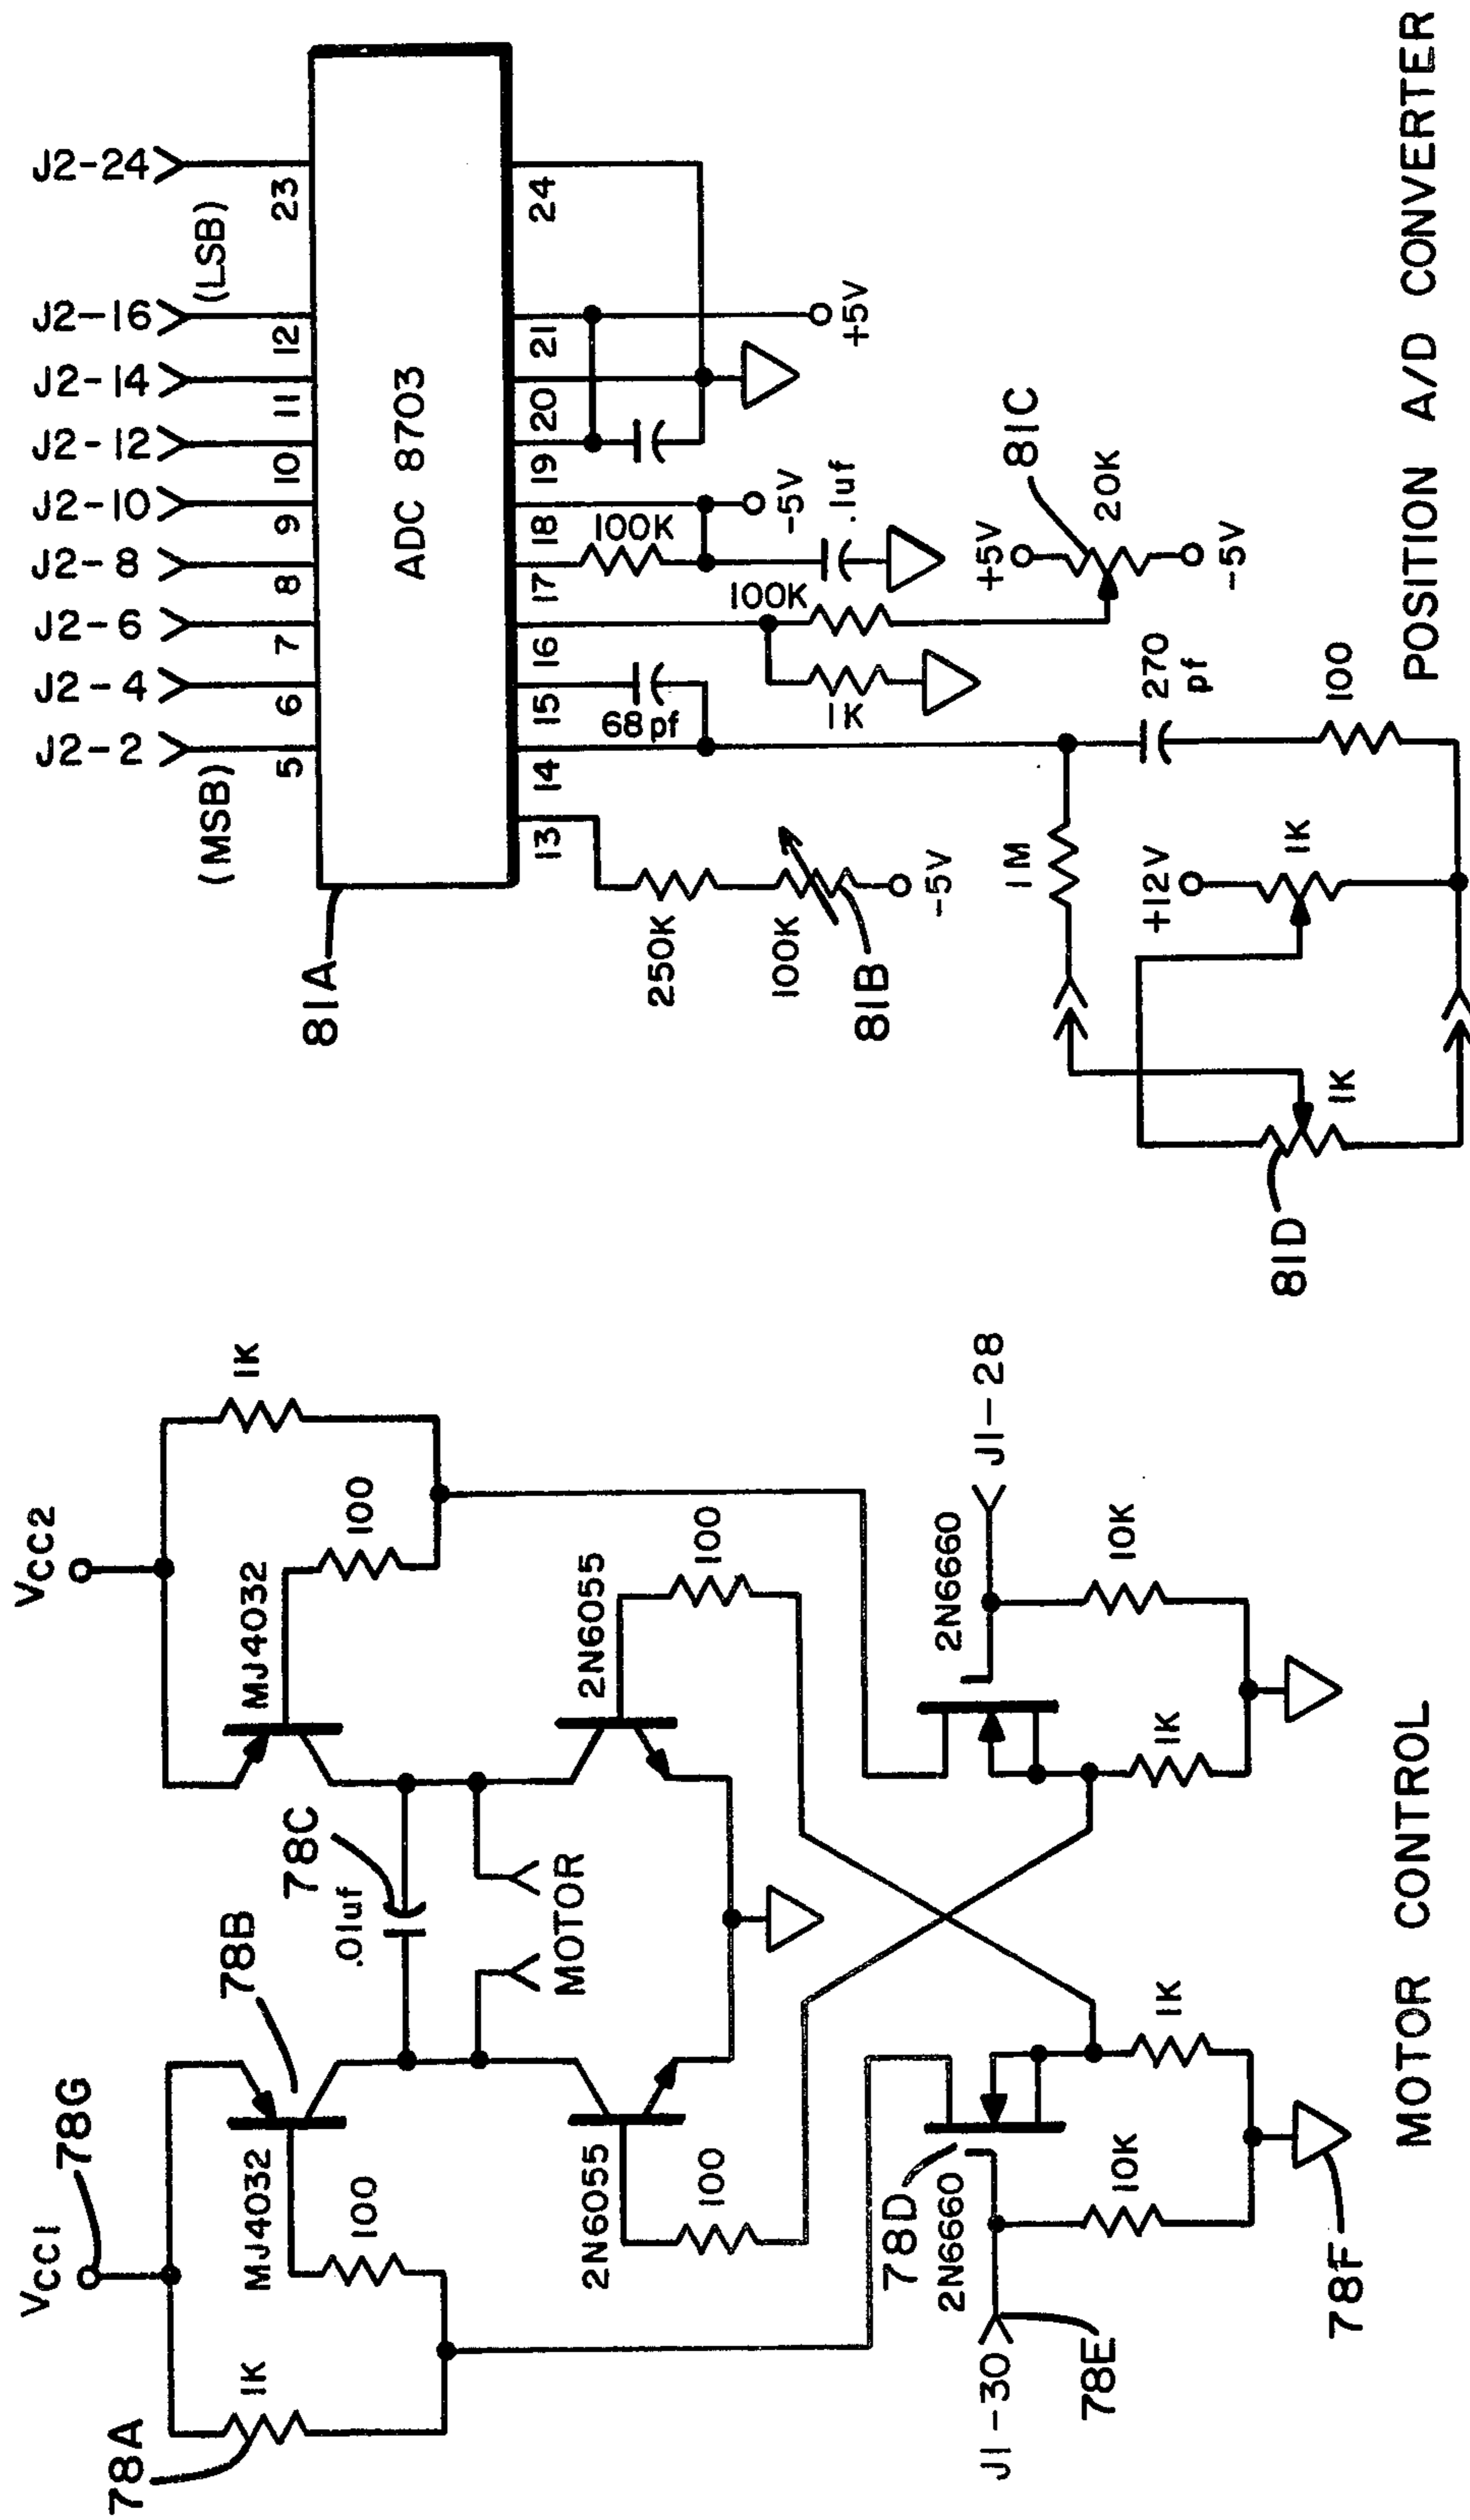 VCC1
78G
VCC2
78A
1K
MJ4032
78B
100
.01uf
78C
MJ4032
100
1K
MOTOR
2N6055
100
2N6055
100
78D
2N6660
2N6660
J1-30
78E
J1-28
10K
1K
1K
10K
78F
MOTOR CONTROL
J2-2
J2-4
J2-6
J2-8
J2-10
J2-12
J2-14
J2-16
J2-24
(MSB)
(LSB)
5
6
7
8
9
10
11
12
23
81A
ADC 8703
13
14
15
16
17
18
19
20
21
24
250K
68pf
100K
100K
81B
100K
-5V
1K
-5V
.1uf
+5V
+5V
81C
20K
-5V
1M
+12V
270
pf
1K
1K
100
81D
POSITION A/D CONVERTER